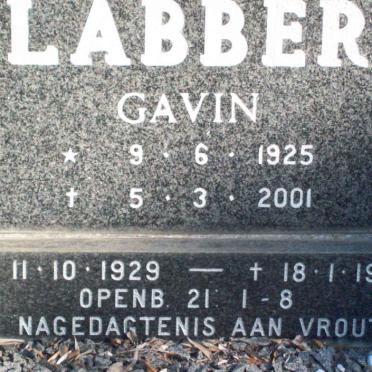 LABBER
GAVIN
★ 9 · 6 · 1925
† 5 · 3 · 2001
11·10·1929 — † 18·1·19
OPENB. 21 1-8
NAGEDAGTENIS AAN VROU